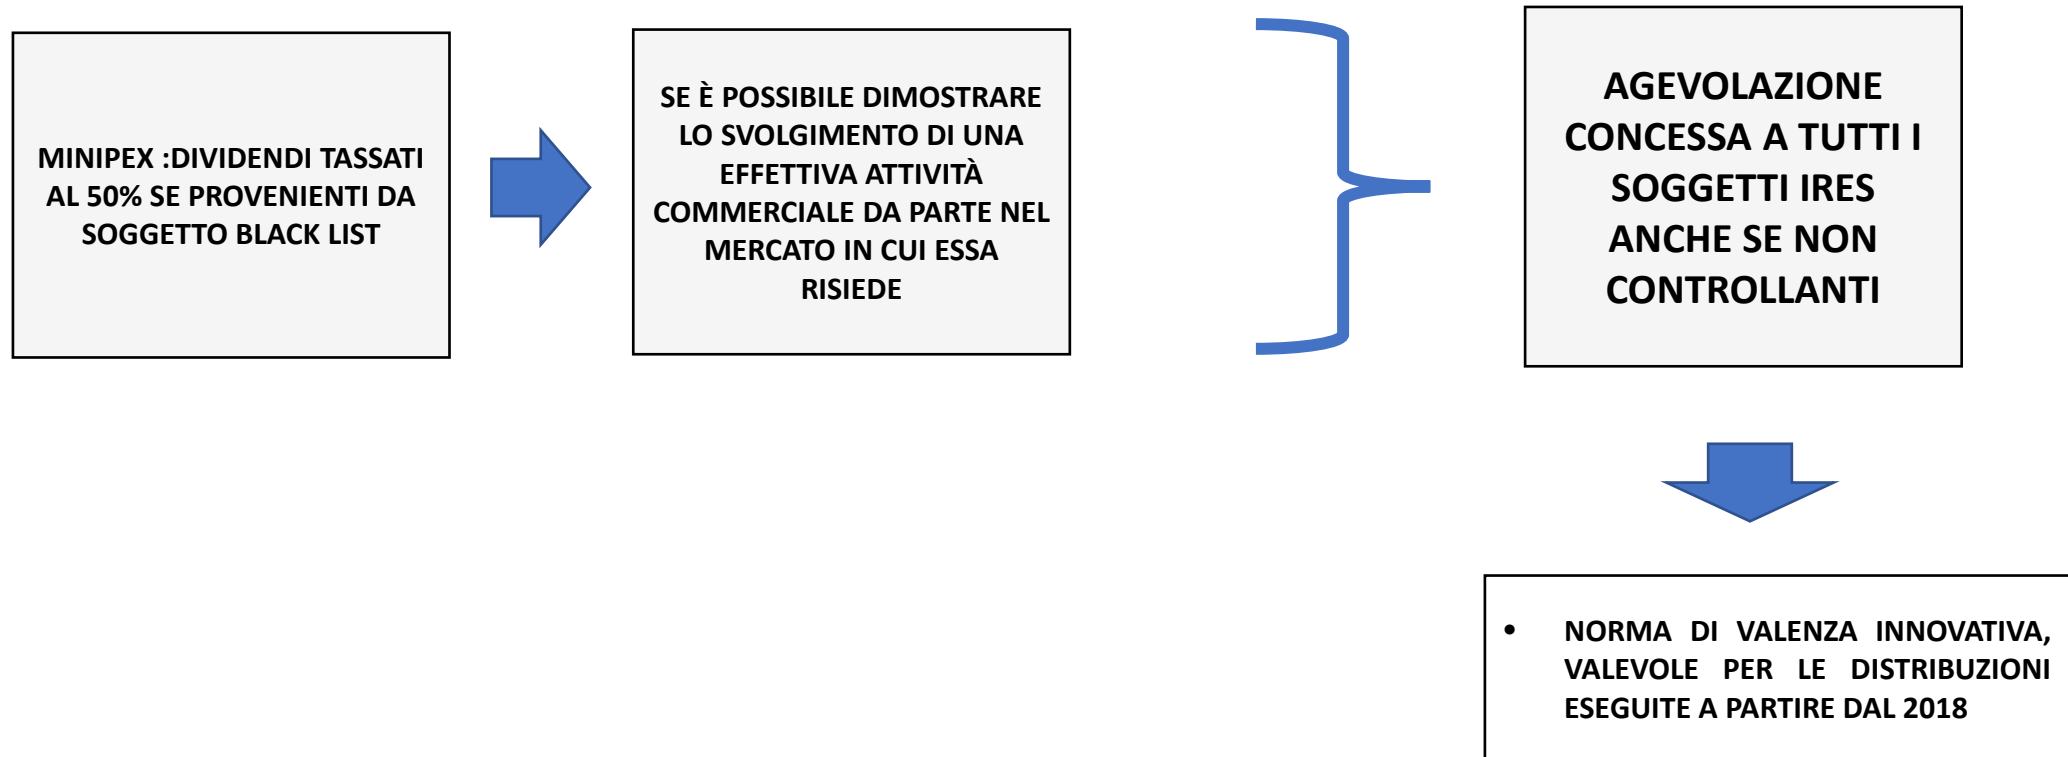 MINIPEX :DIVIDENDI TASSATI
AL 50% SE PROVENIENTI DA
SOGGETTO BLACK LIST
SE È POSSIBILE DIMOSTRARE
LO SVOLGIMENTO DI UNA
EFFETTIVA ATTIVITÀ
COMMERCIALE DA PARTE NEL
MERCATO IN CUI ESSA
RISIEDE
AGEVOLAZIONE
CONCESSA A TUTTI I
SOGGETTI IRES
ANCHE SE NON
CONTROLLANTI
• NORMA DI VALENZA INNOVATIVA,
VALEVOLE PER LE DISTRIBUZIONI
ESEGUITE A PARTIRE DAL 2018